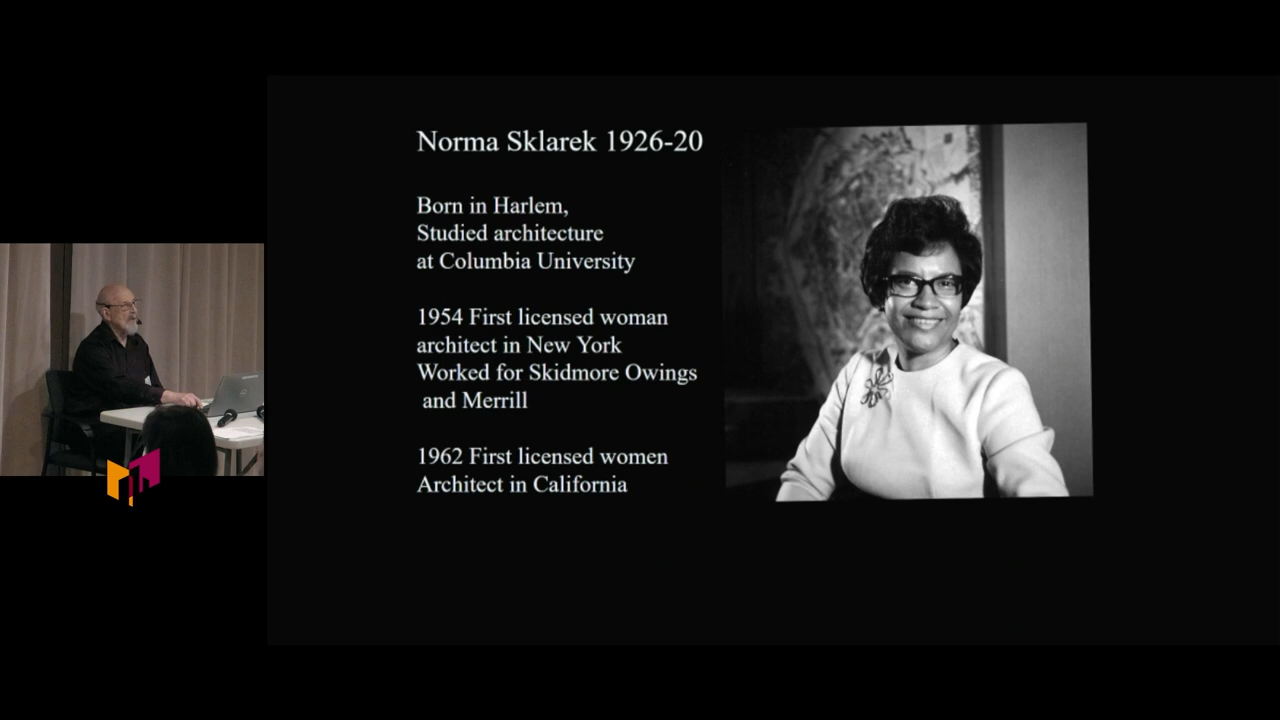 Norma Sklarek 1926-20
Born in Harlem,
Studied architecture
at Columbia University
1954 First licensed woman
architect in New York
Worked for Skidmore Owings
and Merrill
1962 First licensed women
Architect in California